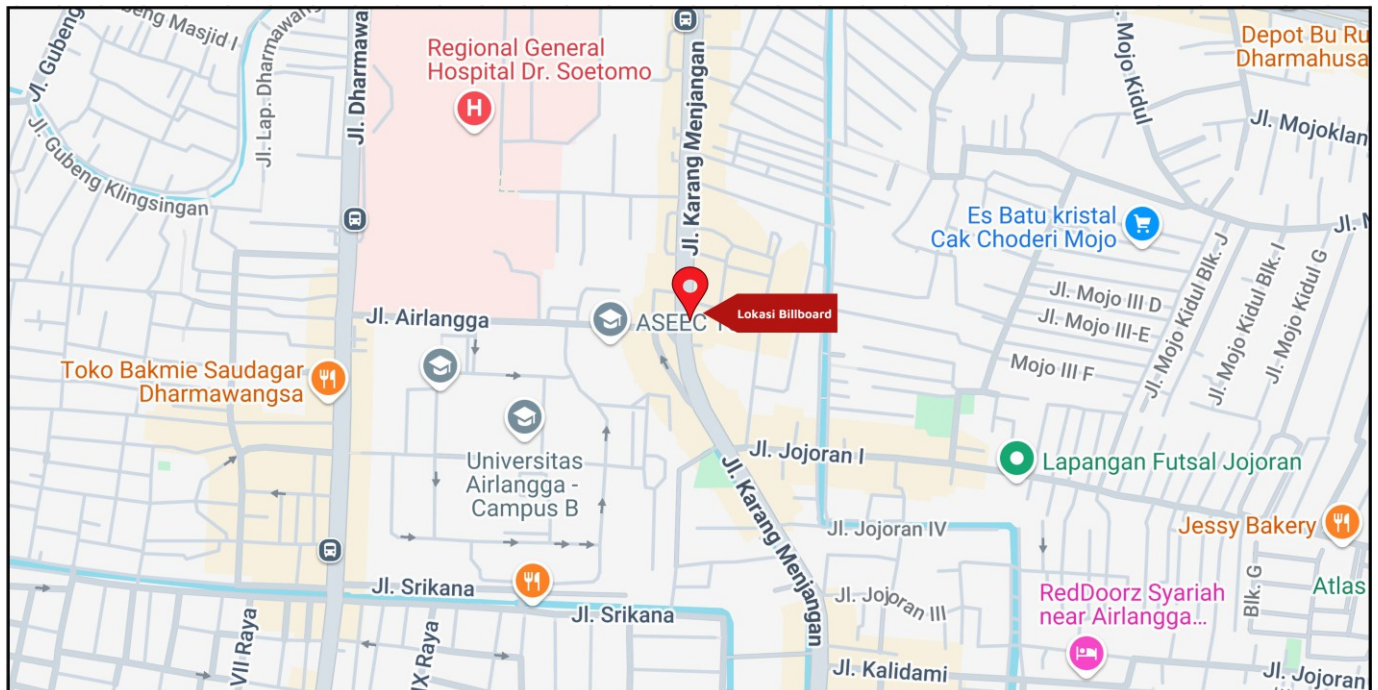 eng Masjid I
Jl. Gubeng
Jl. Lap. Dharmawang
Jl. Dharmawa
Regional General
Hospital Dr. Soetomo
H
Jl. Karang Menjangan
. Mojo Kidul
Depot Bu Ru
Dharmahusa
Jl. Mojoklan
Jl. Gubeng Klingsingan
Es Batu kristal
Cak Choderi Mojo
Jl. Airlangga
ASEEC T
Lokasi Billboard
Jl. Mojo III D
Jl. Mojo III-E
Mojo III F
Jl. Mojo Kidul Blk. J
Jl. Mojo Kidul Blk. I
Jl. Mojo Kidul G
Toko Bakmie Saudagar
Dharmawangsa
Universitas
Airlangga -
Campus B
Jl. Jojoran I
Lapangan Futsal Jojoran
Jl. Karang Menjangan
Jl. Jojoran IV
Jessy Bakery
Jl. Srikana
Jl. Srikana
Jl. Jojoran III
RedDoorz Syariah
near Airlangga...
Blk. G
Atlas
VII Raya
IX Raya
Jl. Kalidami
Jl. Jojoran